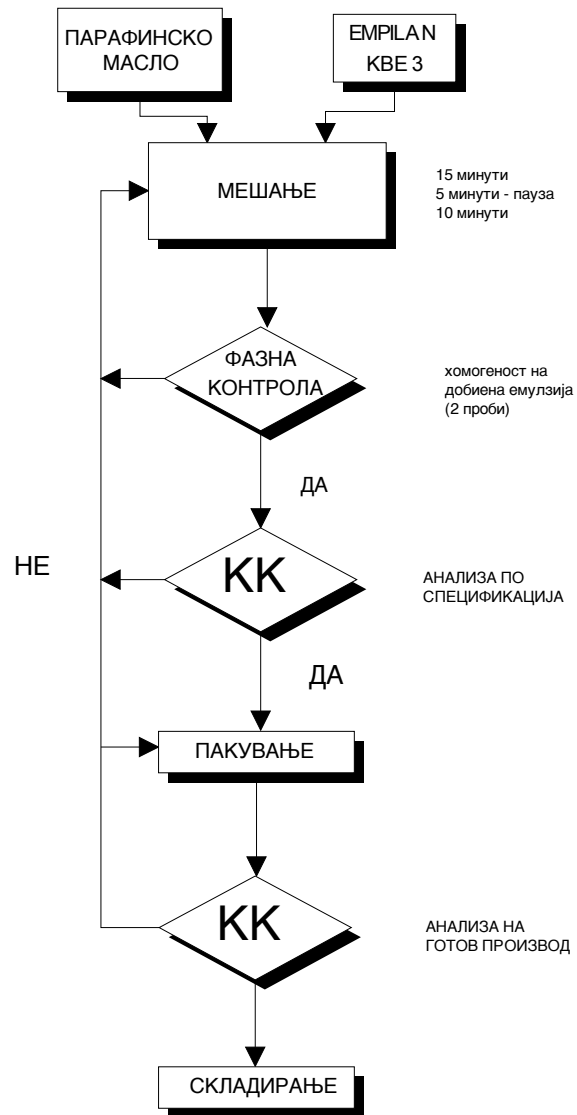 ПАРАФИНСКО
МАСЛО
EMPILAN
KBE 3
МЕШАЊЕ
15 минути
5 минути - пауза
10 минути
ФАЗНА
КОНТРОЛА
хомогеност на
добиена емулзија
(2 проби)
ДА
НЕ
КК
АНАЛИЗА ПО
СПЕЦИФИКАЦИЈА
ДА
ПАКУВАЊЕ
КК
АНАЛИЗА НА
ГОТОВ ПРОИЗВОД
СКЛАДИРАЊЕ